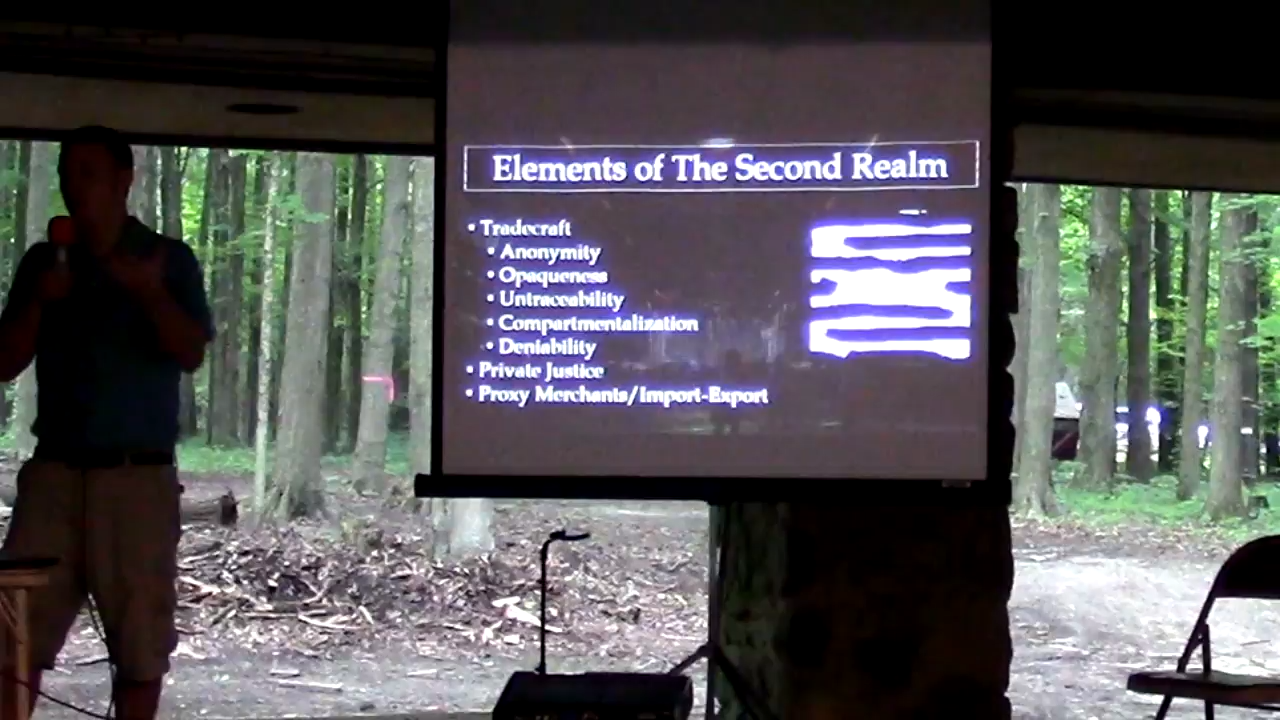 Elements of The Second Realm
• Tradecraft
• Anonymity
• Opaqueness
• Untraceability
• Compartmentalization
• Deniability
• Private Justice
• Proxy Merchants/Import-Export